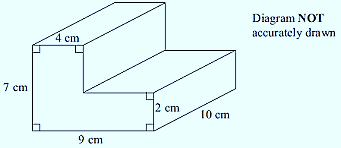 Diagram NOT
accurately drawn
4 cm
7 cm
2 cm
10 cm
9 cm